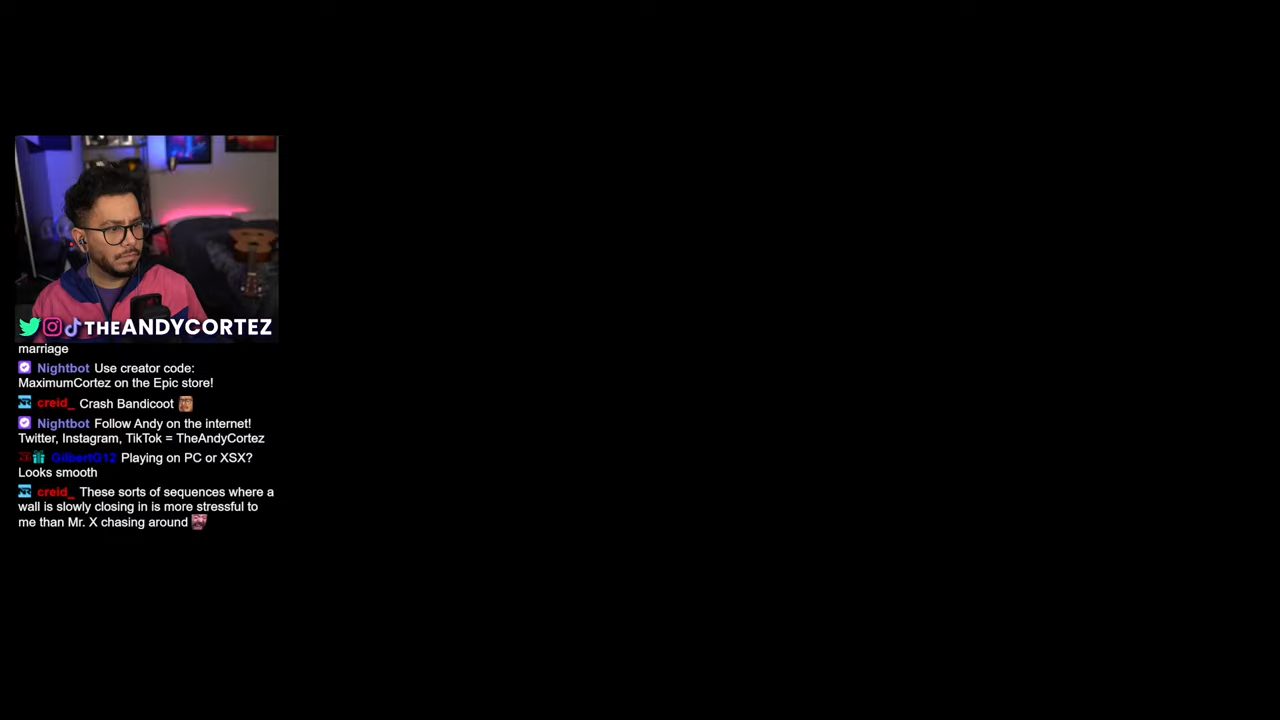 THEANDYCORTEZ
marriage
Nightbot Use creator code:
MaximumCortez on the Epic store!
creid_ Crash Bandicoot
Nightbot Follow Andy on the internet!
Twitter, Instagram, TikTok = TheAndyCortez
GilbertG12 Playing on PC or XSX?
Looks smooth
creid_ These sorts of sequences where a
wall is slowly closing in is more stressful to
me than Mr. X chasing around